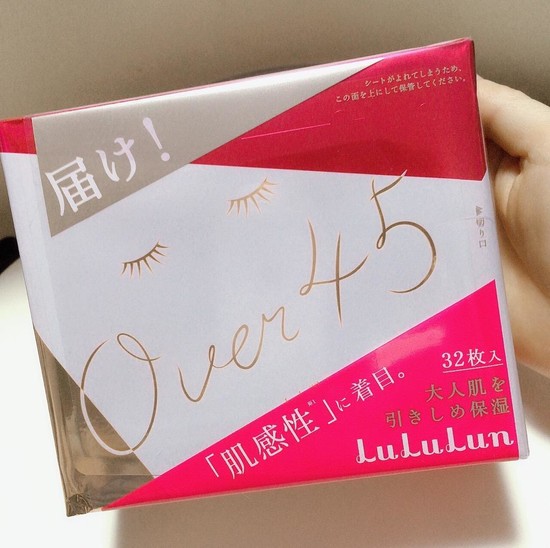 シートがよれてしまうため、
この面を上にして保管してください。
届け!
Over45
切り口
32枚入
大人肌を
引きしめ保湿
「肌感性※1」に着目。
LuLuLun